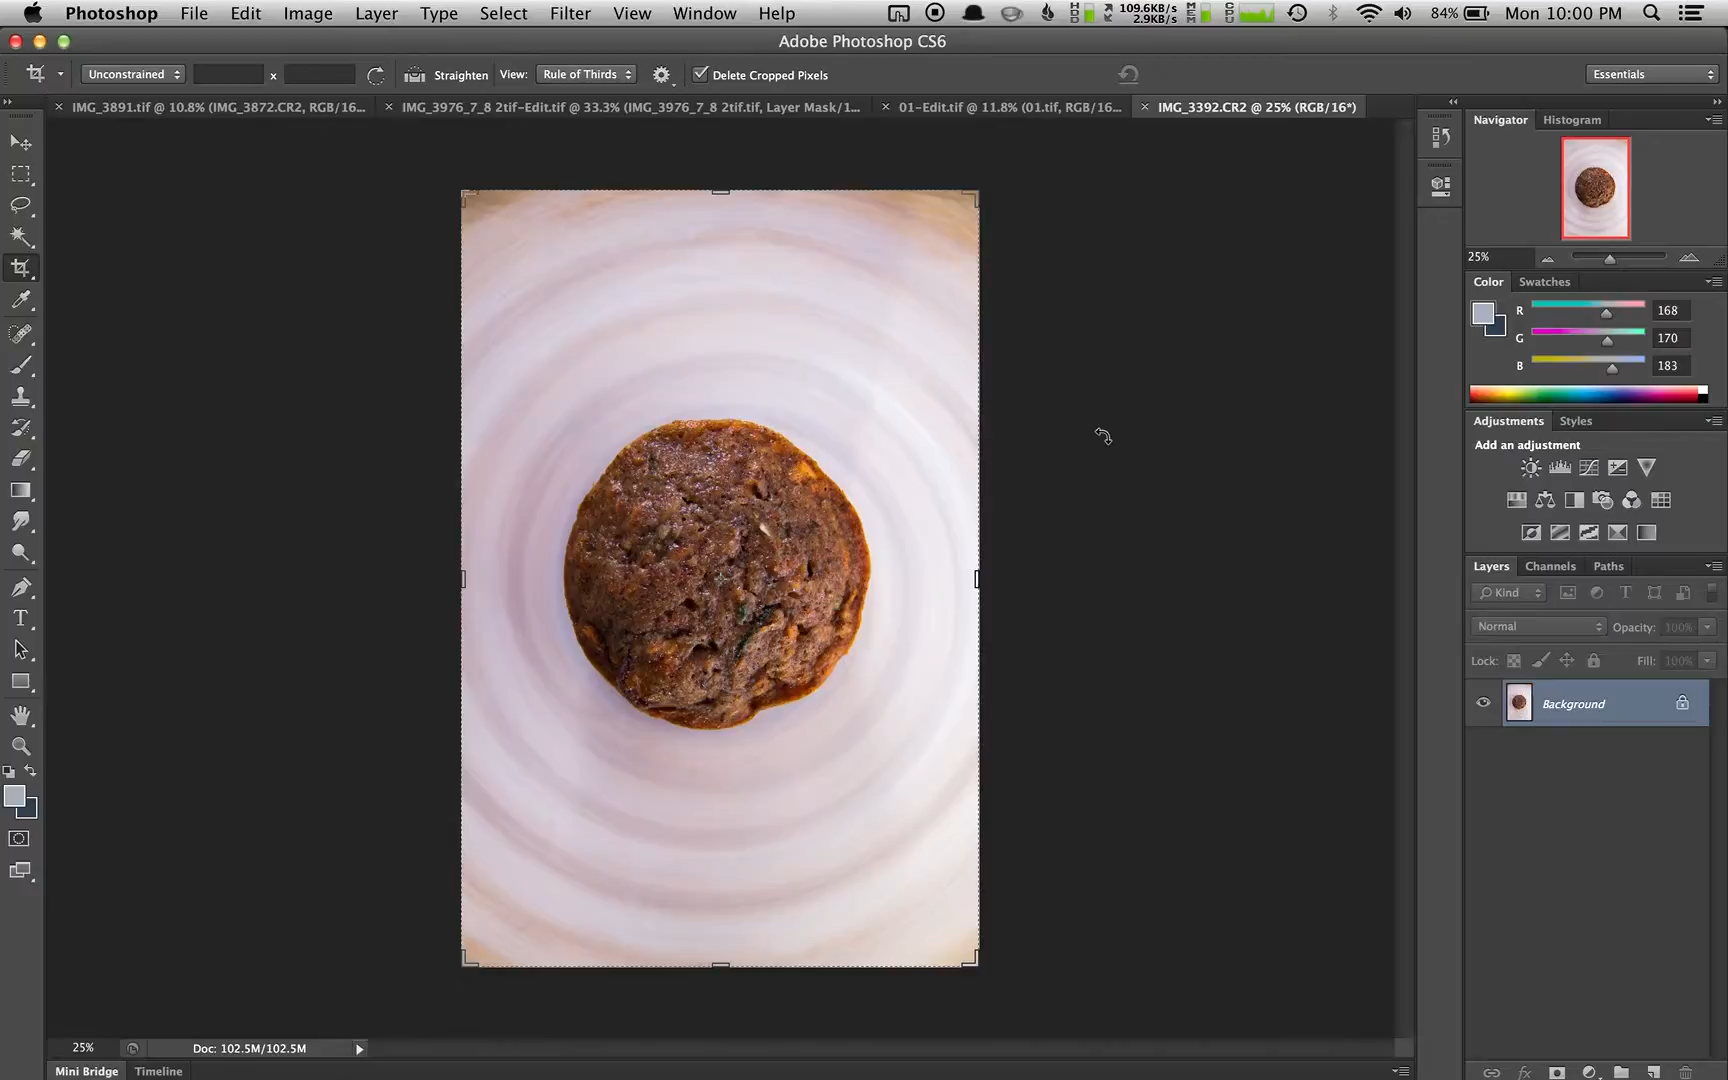 Photoshop File Edit Image Layer Type Select Filter View Window Help
109.6KB/s
2.9KB/s
84% Mon 10:00 PM
Adobe Photoshop CS6
Unconstrained x Straighten View: Rule of Thirds Delete Cropped Pixels Essentials
IMG_3891.tif @ 10.8% (IMG_3872.CR2, RGB/16... IMG_3976_7_8 2tif-Edit.tif @ 33.3% (IMG_3976_7_8 2tif.tif, Layer Mask/1... 01-Edit.tif @ 11.8% (01.tif, RGB/16... IMG_3392.CR2 @ 25% (RGB/16*)
Navigator Histogram
25%
Color Swatches
R 168
G 170
B 183
Adjustments Styles
Add an adjustment
Layers Channels Paths
Kind
Normal Opacity: 100%
Lock: Fill: 100%
Background
25% Doc: 102.5M/102.5M
Mini Bridge Timeline